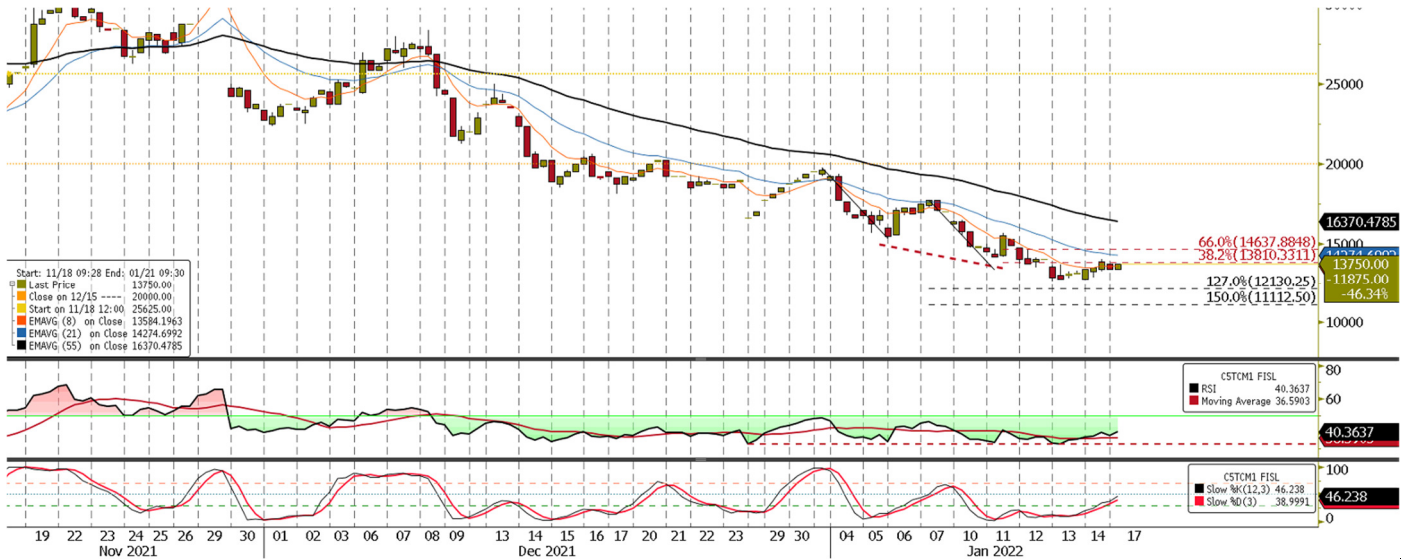 25000
20000
16370.4785
66.0%(14637.8848)
15000
38.2%(13810.3311)
13750.00
-11875.00
-46.34%
127.0%(12130.25)
150.0%(11112.50)
10000
Start: 11/18 09:28 End: 01/21 09:30
Last Price 13750.00
Close on 12/15 ---- 20000.00
Start on 11/18 12:00 25625.00
EMAVG (8) on Close 13584.1963
EMAVG (21) on Close 14274.6992
EMAVG (55) on Close 16370.4785
80
C5TCM1 FISL
RSI 40.3637
Moving Average 36.5903
60
40.3637
C5TCM1 FISL
Slow %K(12,3) 46.238
Slow %D(3) 38.9991
100
46.238
0
19 22 23 24 25 26 29 30 01 02 03 06 07 08 09 10 13 14 15 16 17 20 21 22 23 29 30 04 05 06 07 10 11 12 13 14 17
Nov 2021 Dec 2021 Jan 2022